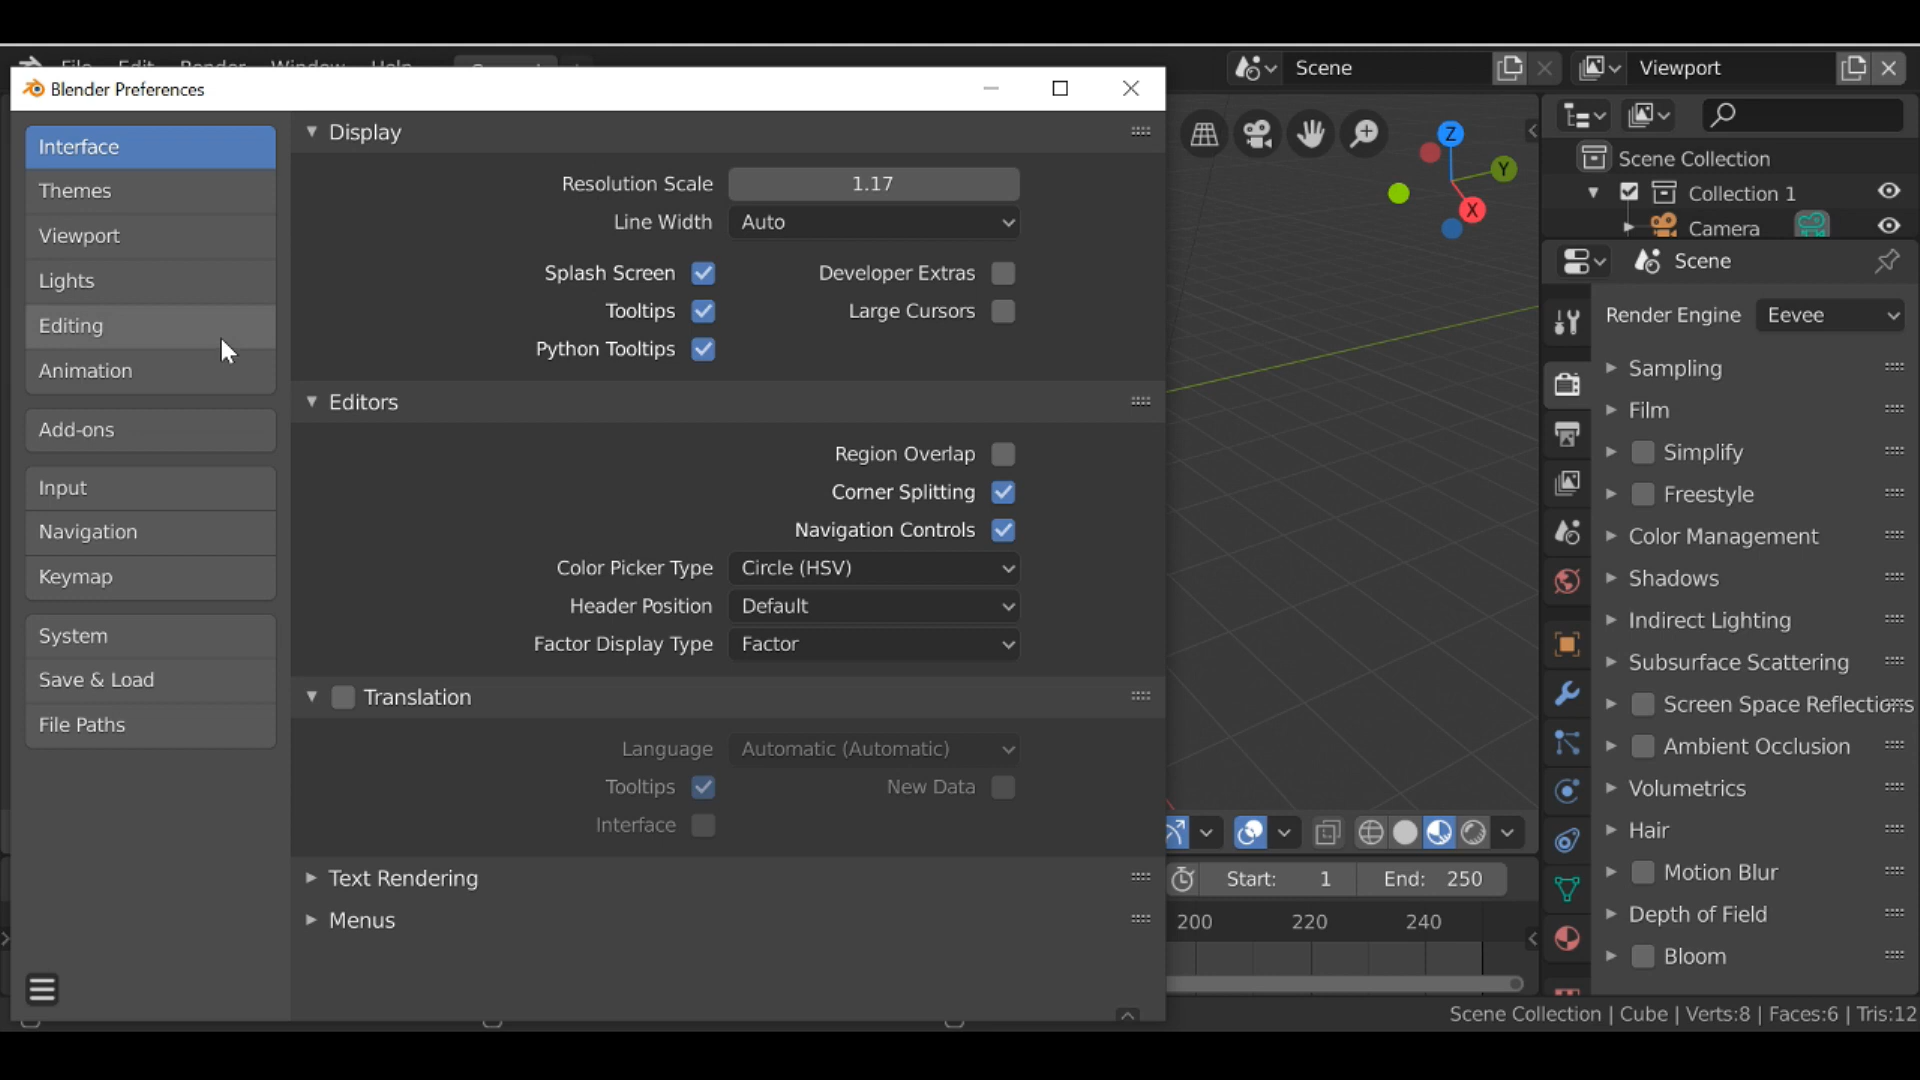 File Edit Render Window Help
Scene
Viewport
Blender Preferences
Interface
Themes
Viewport
Lights
Editing
Animation
Add-ons
Input
Navigation
Keymap
System
Save & Load
File Paths
Display
Resolution Scale 1.17
Line Width Auto
Splash Screen Developer Extras
Tooltips Large Cursors
Python Tooltips
Editors
Region Overlap
Corner Splitting
Navigation Controls
Color Picker Type Circle (HSV)
Header Position Default
Factor Display Type Factor
Translation
Language Automatic (Automatic)
Tooltips New Data
Interface
Text Rendering
Menus
Z
Y
X
Start: 1 End: 250
200 220 240
Scene Collection
Collection 1
Camera
Scene
Render Engine Eevee
Sampling
Film
Simplify
Freestyle
Color Management
Shadows
Indirect Lighting
Subsurface Scattering
Screen Space Reflections
Ambient Occlusion
Volumetrics
Hair
Motion Blur
Depth of Field
Bloom
Scene Collection | Cube | Verts:8 | Faces:6 | Tris:12